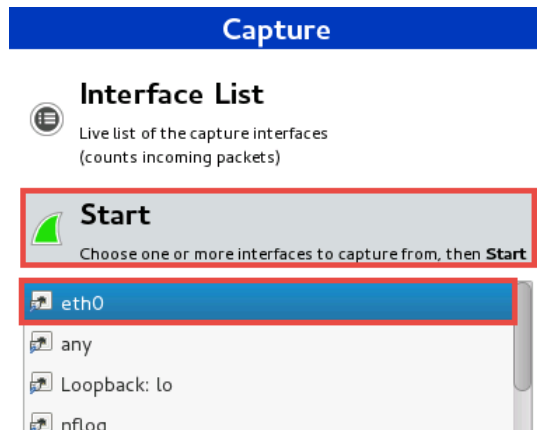 Capture
Interface List
Live list of the capture interfaces
(counts incoming packets)
Start
Choose one or more interfaces to capture from, then Start
eth0
any
Loopback: lo
nflog